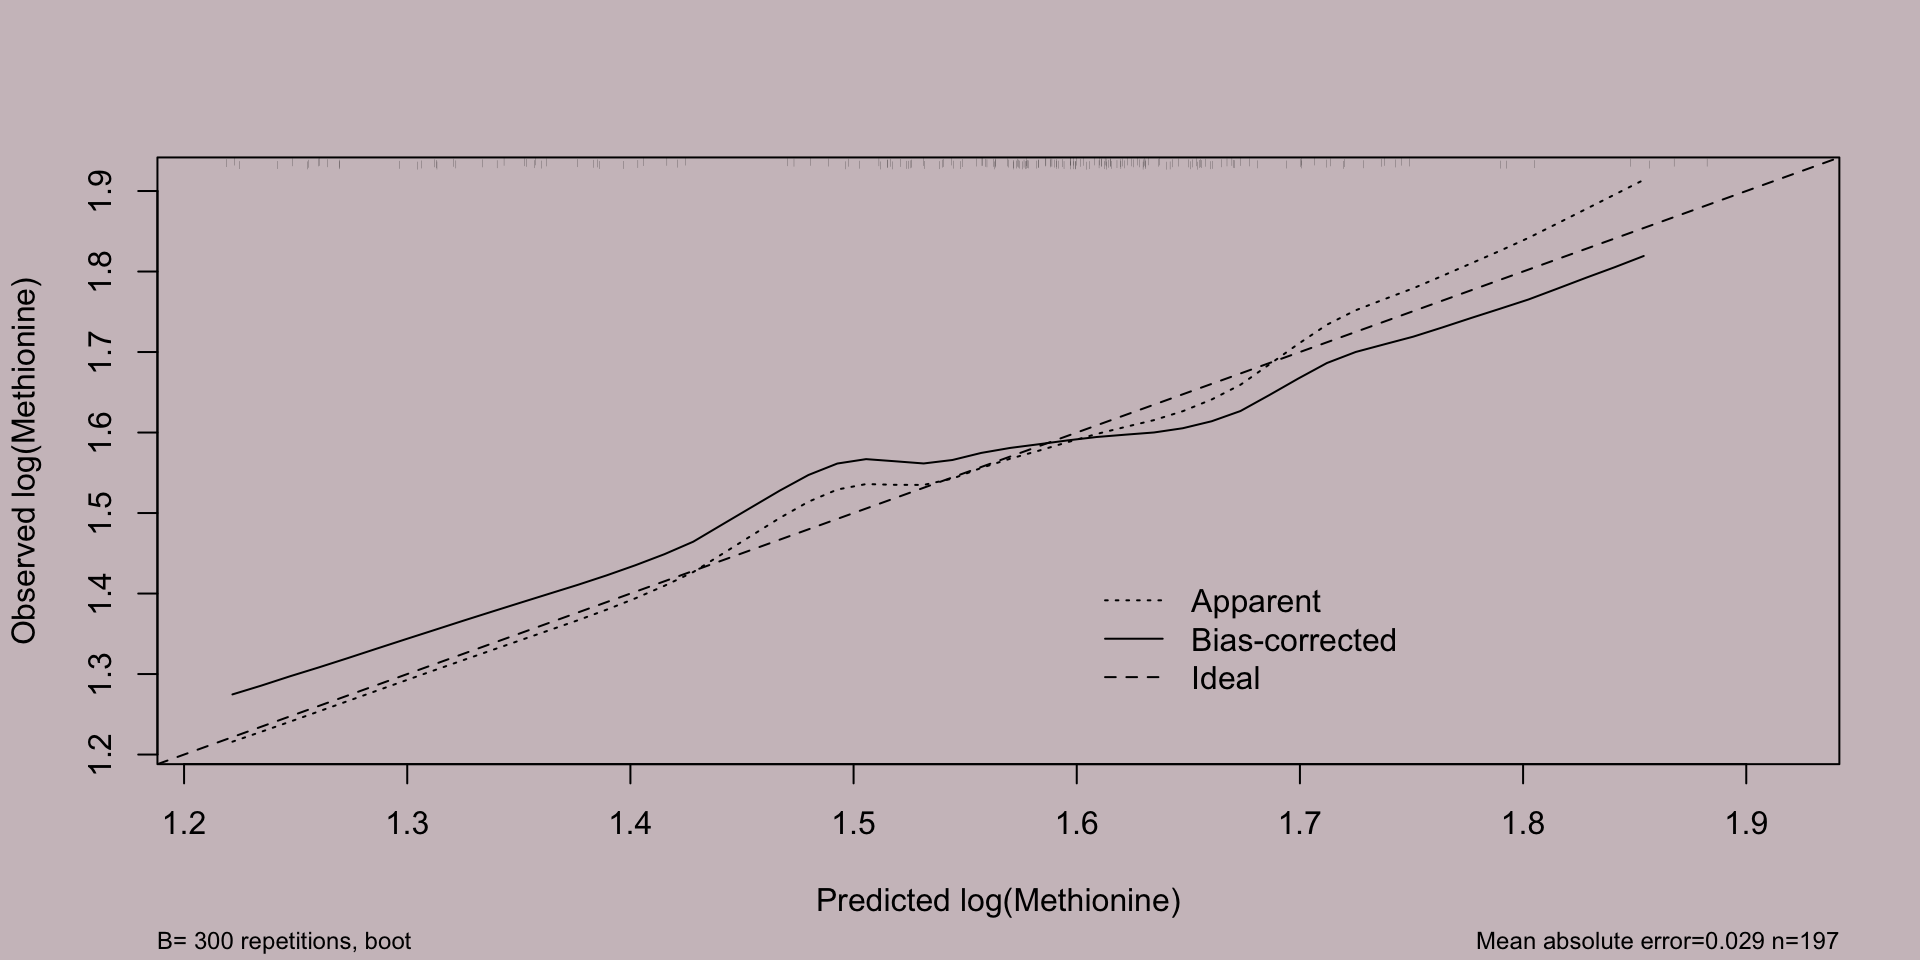 Observed log(Methionine)
1.9
1.8
1.7
1.6
1.5
1.4
1.3
1.2
Apparent
Bias-corrected
Ideal
1.2 1.3 1.4 1.5 1.6 1.7 1.8 1.9
Predicted log(Methionine)
B= 300 repetitions, boot
Mean absolute error=0.029 n=197